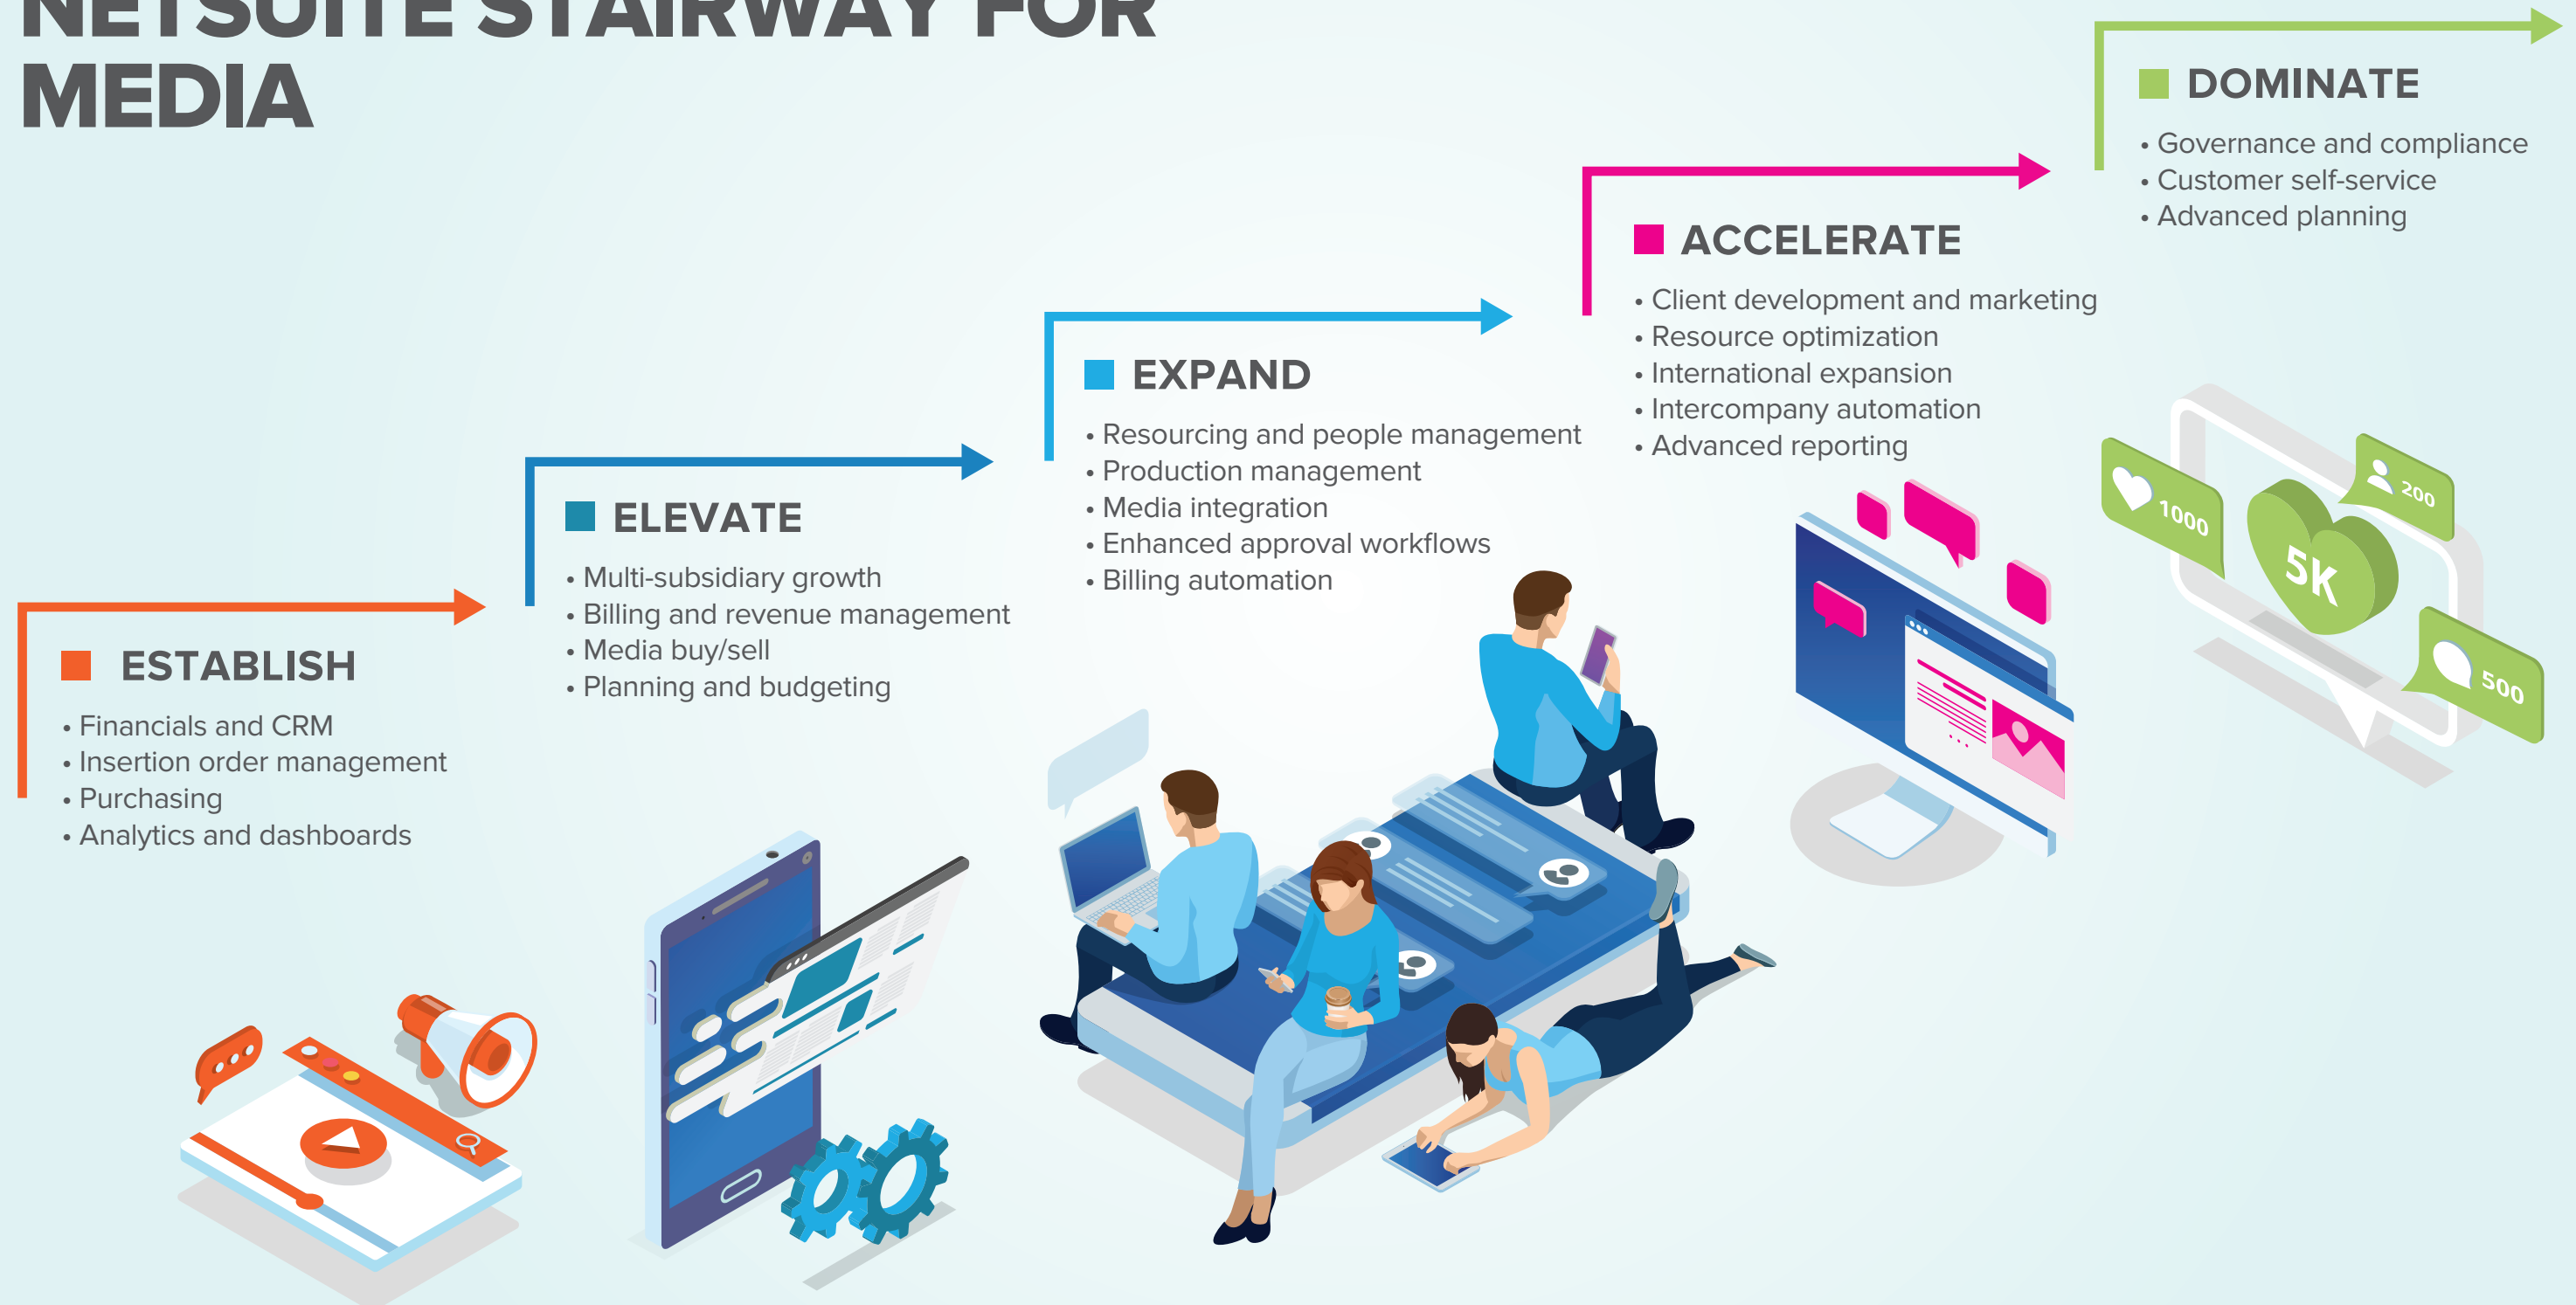 NETSUITE STAIRWAY FOR
MEDIA
ESTABLISH
• Financials and CRM
• Insertion order management
• Purchasing
• Analytics and dashboards
ELEVATE
• Multi-subsidiary growth
• Billing and revenue management
• Media buy/sell
• Planning and budgeting
EXPAND
• Resourcing and people management
• Production management
• Media integration
• Enhanced approval workflows
• Billing automation
ACCELERATE
• Client development and marketing
• Resource optimization
• International expansion
• Intercompany automation
• Advanced reporting
DOMINATE
• Governance and compliance
• Customer self-service
• Advanced planning
1000
200
5K
500